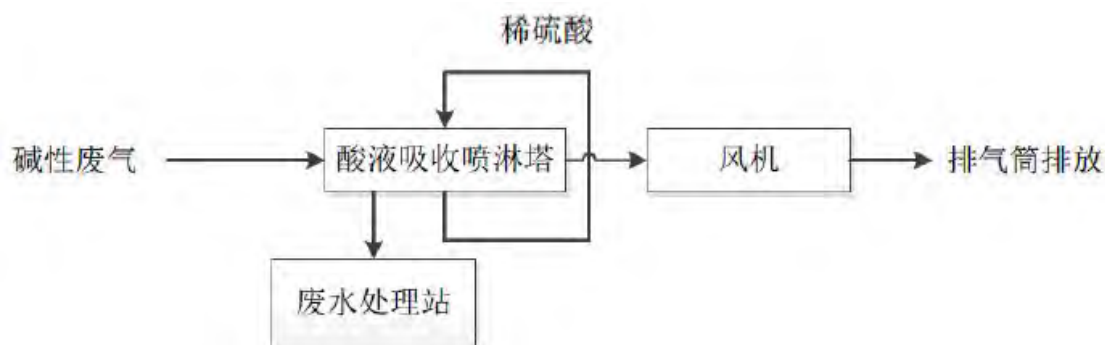 稀硫酸
碱性废气
酸液吸收喷淋塔
风机
排气筒排放
废水处理站